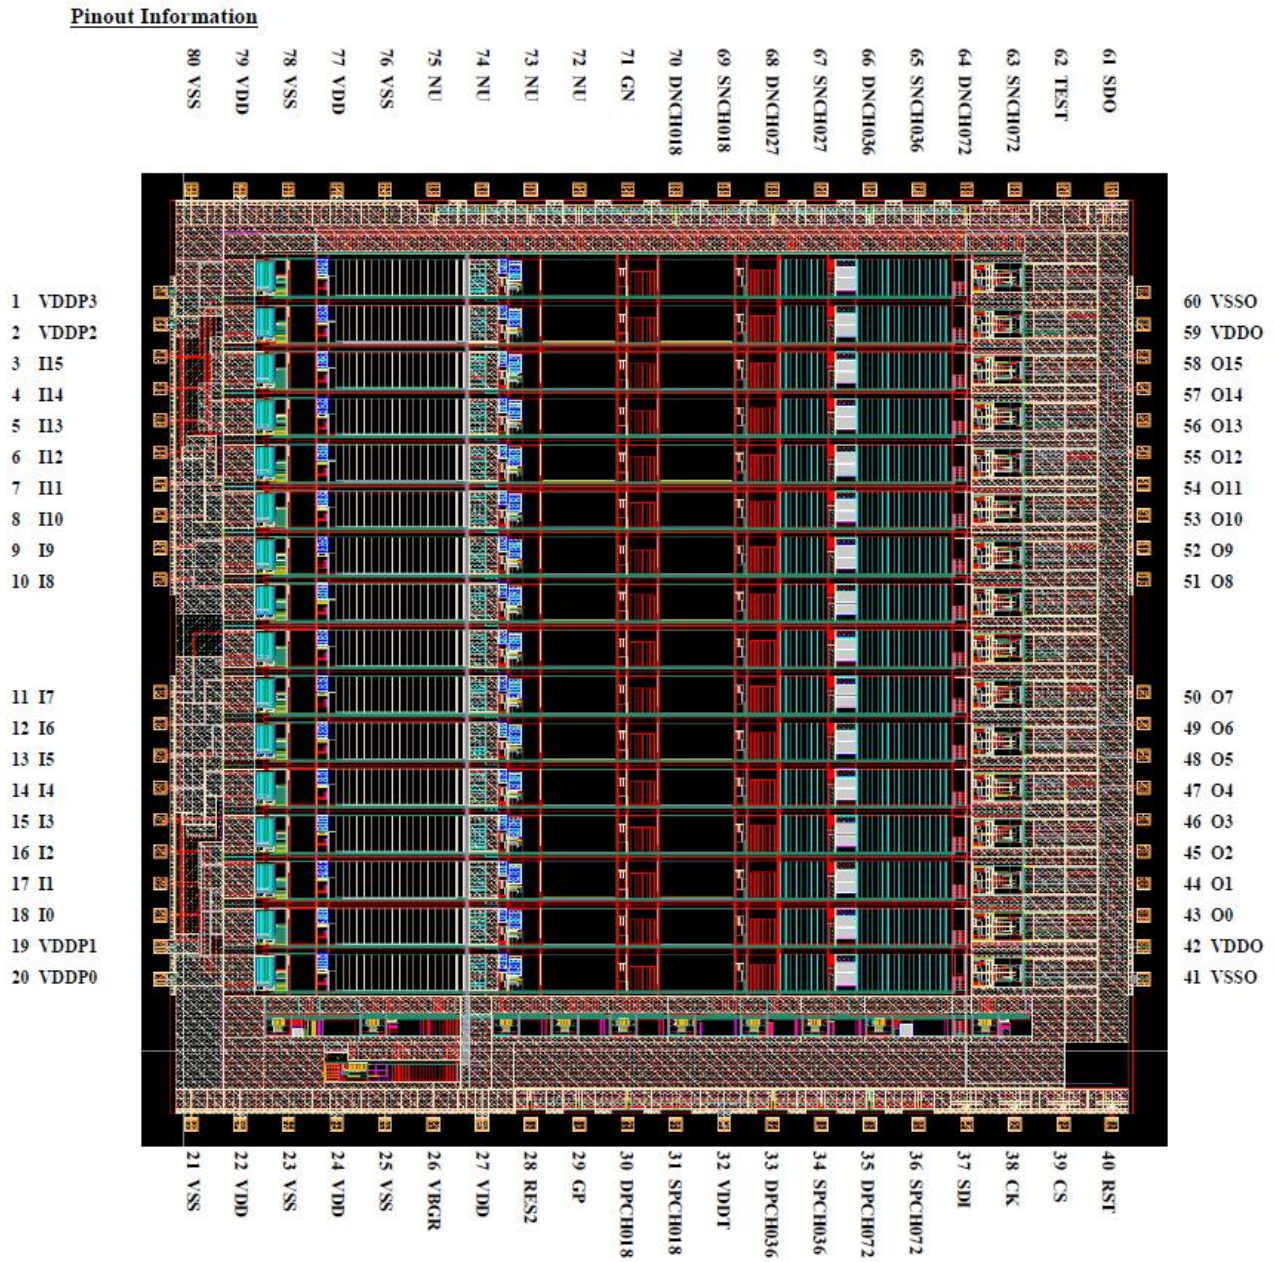 Pinout Information
80 VSS
79 VDD
78 VSS
77 VDD
76 VSS
75 NU
74 NU
73 NU
72 NU
71 GN
70 DNCH018
69 SNCH018
68 DNCH027
67 SNCH027
66 DNCH036
65 SNCH036
64 DNCH072
63 SNCH072
62 TEST
61 SDO
1 VDDP3
2 VDDP2
3 I15
4 I14
5 I13
6 I12
7 I11
8 I10
9 I9
10 I8
11 I7
12 I6
13 I5
14 I4
15 I3
16 I2
17 I1
18 I0
19 VDDP1
20 VDDP0
60 VSSO
59 VDDO
58 O15
57 O14
56 O13
55 O12
54 O11
53 O10
52 O9
51 O8
50 O7
49 O6
48 O5
47 O4
46 O3
45 O2
44 O1
43 O0
42 VDDO
41 VSSO
21 VSS
22 VDD
23 VSS
24 VDD
25 VSS
26 VBGR
27 VDD
28 RES2
29 GP
30 DPCH018
31 SPCH018
32 VDDT
33 DPCH036
34 SPCH036
35 DPCH072
36 SPCH072
37 SDI
38 CK
39 CS
40 RST